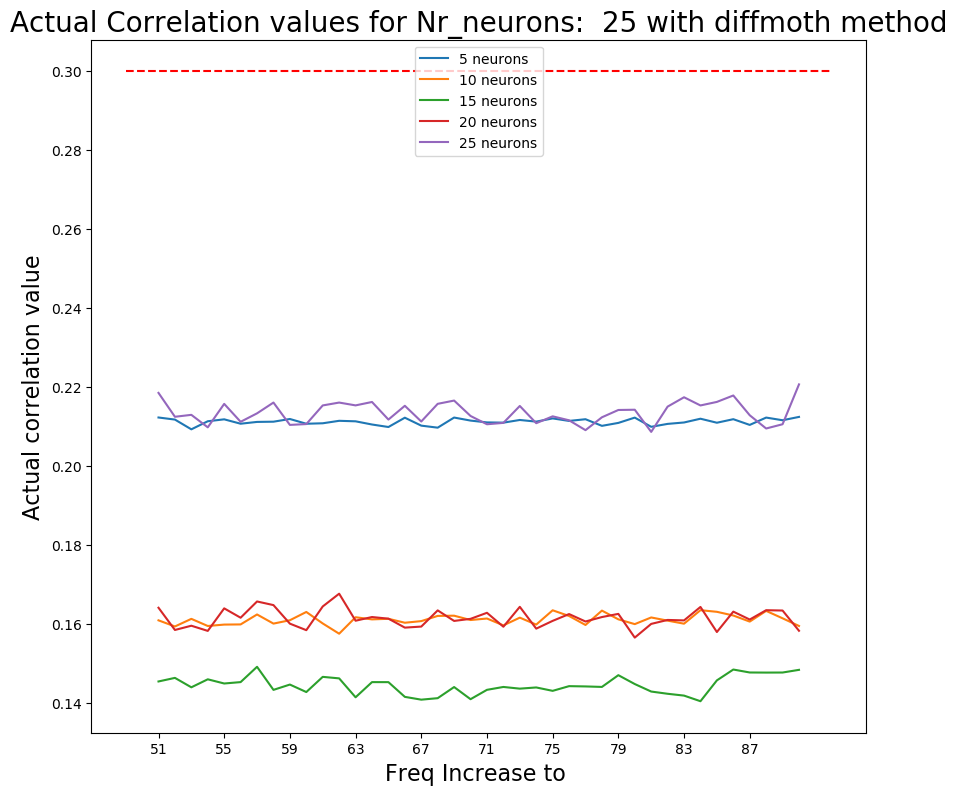 Actual Correlation values for Nr_neurons:  25 with diffmoth method
5 neurons
10 neurons
15 neurons
20 neurons
25 neurons
Actual correlation value
0.30
0.28
0.26
0.24
0.22
0.20
0.18
0.16
0.14
51 55 59 63 67 71 75 79 83 87
Freq Increase to